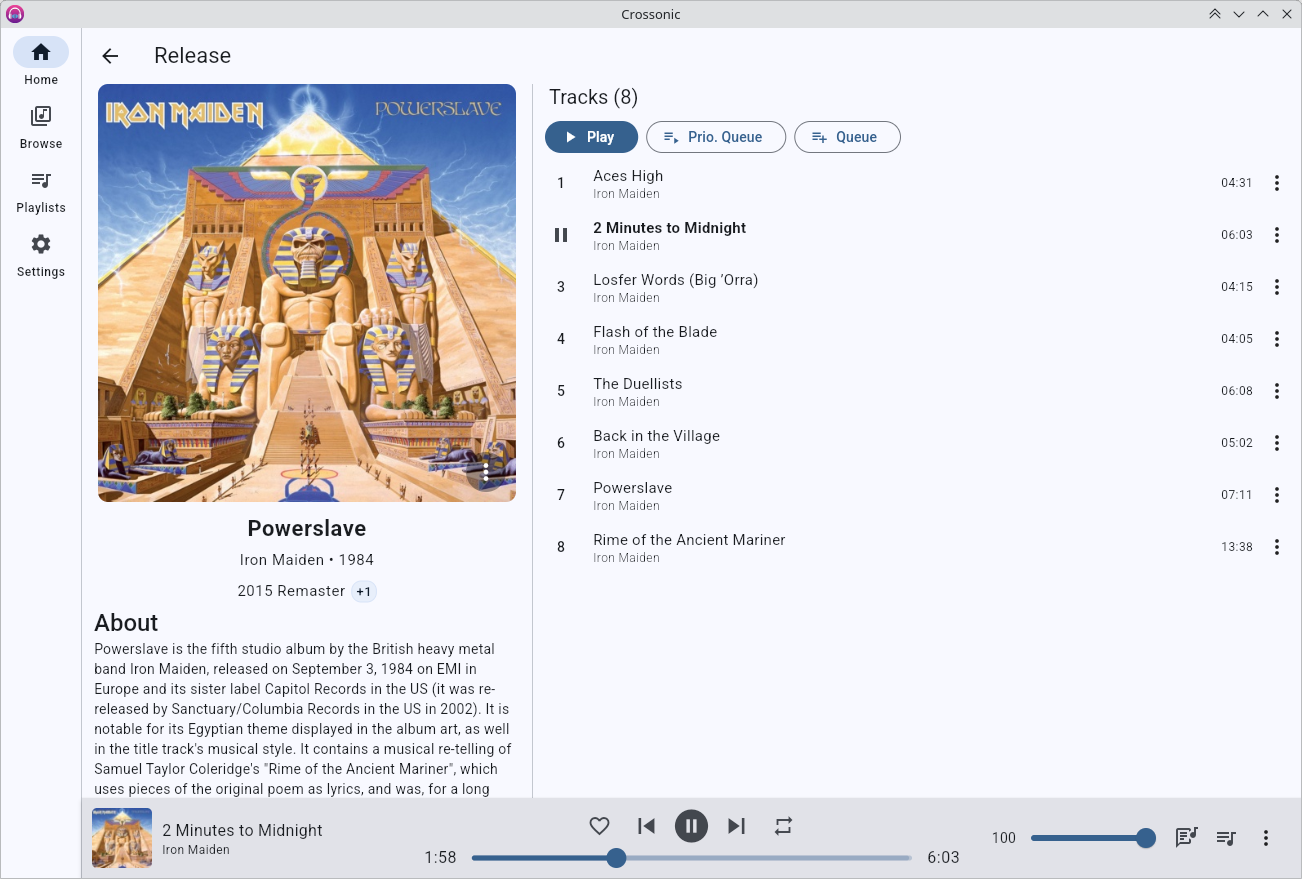 Crossonic
Home
Browse
Playlists
Settings
Release
IRON MAIDEN
POWERSLAVE
Powerslave
Iron Maiden • 1984
2015 Remaster +1
About
Powerslave is the fifth studio album by the British heavy metal
band Iron Maiden, released on September 3, 1984 on EMI in
Europe and its sister label Capitol Records in the US (it was re-
released by Sanctuary/Columbia Records in the US in 2002). It is
notable for its Egyptian theme displayed in the album art, as well
in the title track's musical style. It contains a musical re-telling of
Samuel Taylor Coleridge's "Rime of the Ancient Mariner", which
uses pieces of the original poem as lyrics, and was, for a long
Tracks (8)
Play
Prio. Queue
Queue
1 Aces High 04:31
Iron Maiden
2 Minutes to Midnight 06:03
Iron Maiden
3 Losfer Words (Big ’Orra) 04:15
Iron Maiden
4 Flash of the Blade 04:05
Iron Maiden
5 The Duellists 06:08
Iron Maiden
6 Back in the Village 05:02
Iron Maiden
7 Powerslave 07:11
Iron Maiden
8 Rime of the Ancient Mariner 13:38
Iron Maiden
2 Minutes to Midnight
Iron Maiden
1:58
6:03
100